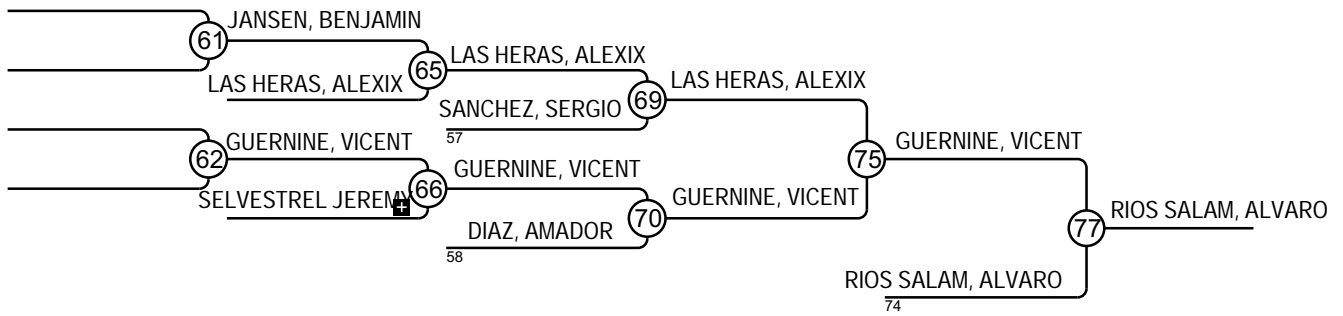 JANSEN, BENJAMIN
61
LAS HERAS, ALEXIX
65
LAS HERAS, ALEXIX
LAS HERAS, ALEXIX
69
SANCHEZ, SERGIO
57
GUERNINE, VICENT
62
GUERNINE, VICENT
75
GUERNINE, VICENT
66
SELVESTREL JEREMY
GUERNINE, VICENT
70
DIAZ, AMADOR
58
RIOS SALAM, ALVARO
77
RIOS SALAM, ALVARO
74